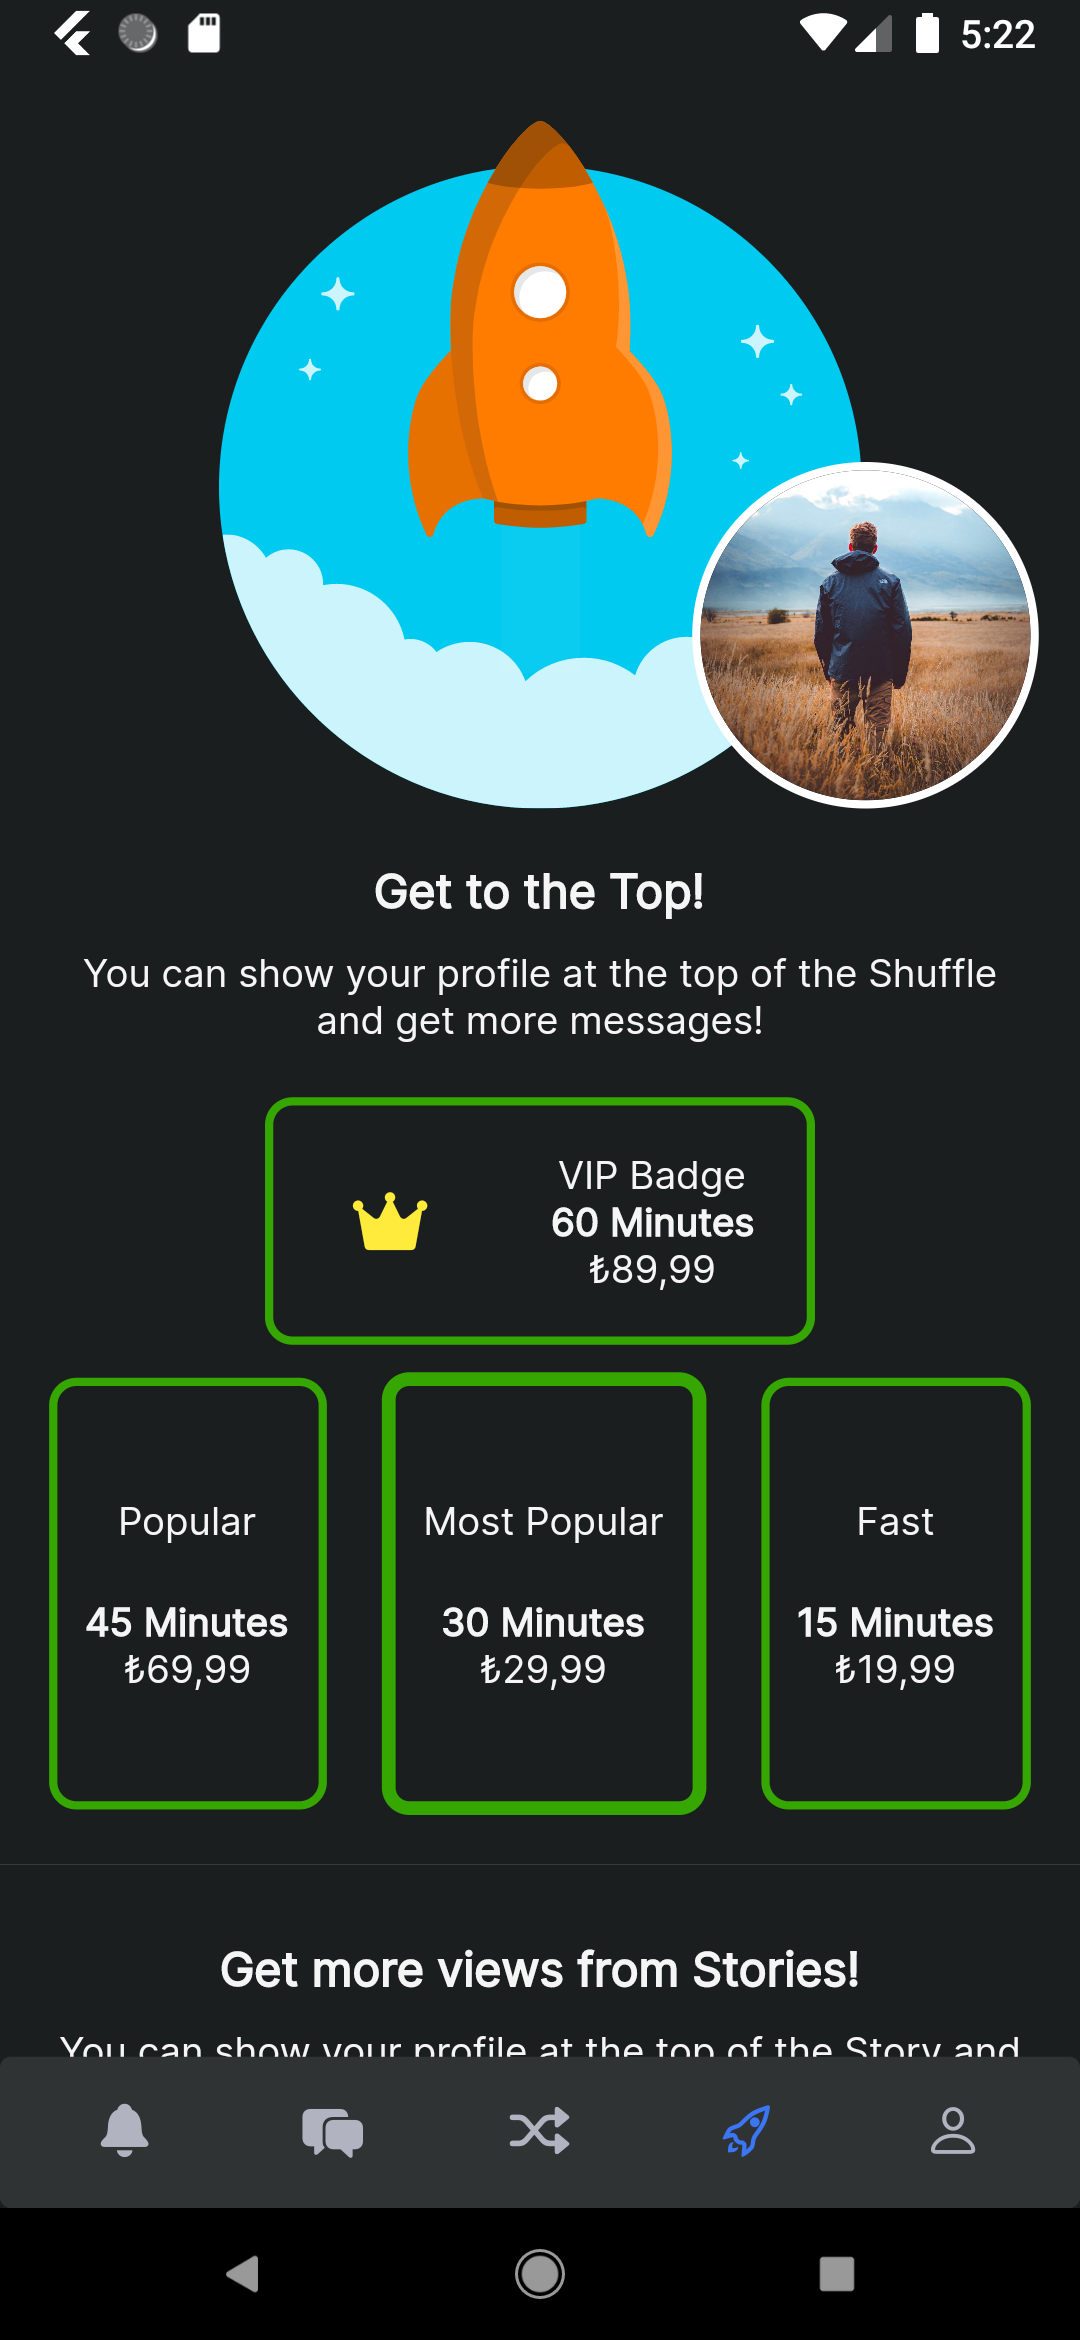 5:22
Get to the Top!
You can show your profile at the top of the Shuffle
and get more messages!
VIP Badge
60 Minutes
₺89,99
Popular
45 Minutes
₺69,99
Most Popular
30 Minutes
₺29,99
Fast
15 Minutes
₺19,99
Get more views from Stories!
You can show your profile at the top of the Story and